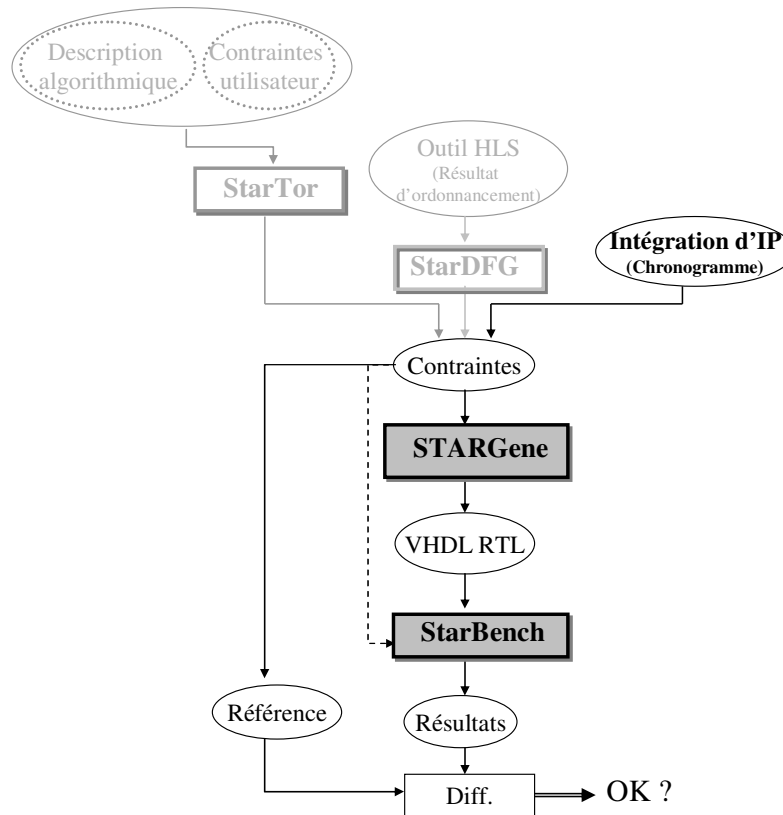 Description
algorithmique
Contraintes
utilisateur
Outil HLS
(Résultat
d'ordonnancement)
StarTor
Intégration d'IP
(Chronogramme)
StarDFG
Contraintes
STARGene
VHDL RTL
StarBench
Référence
Résultats
Diff.
OK ?